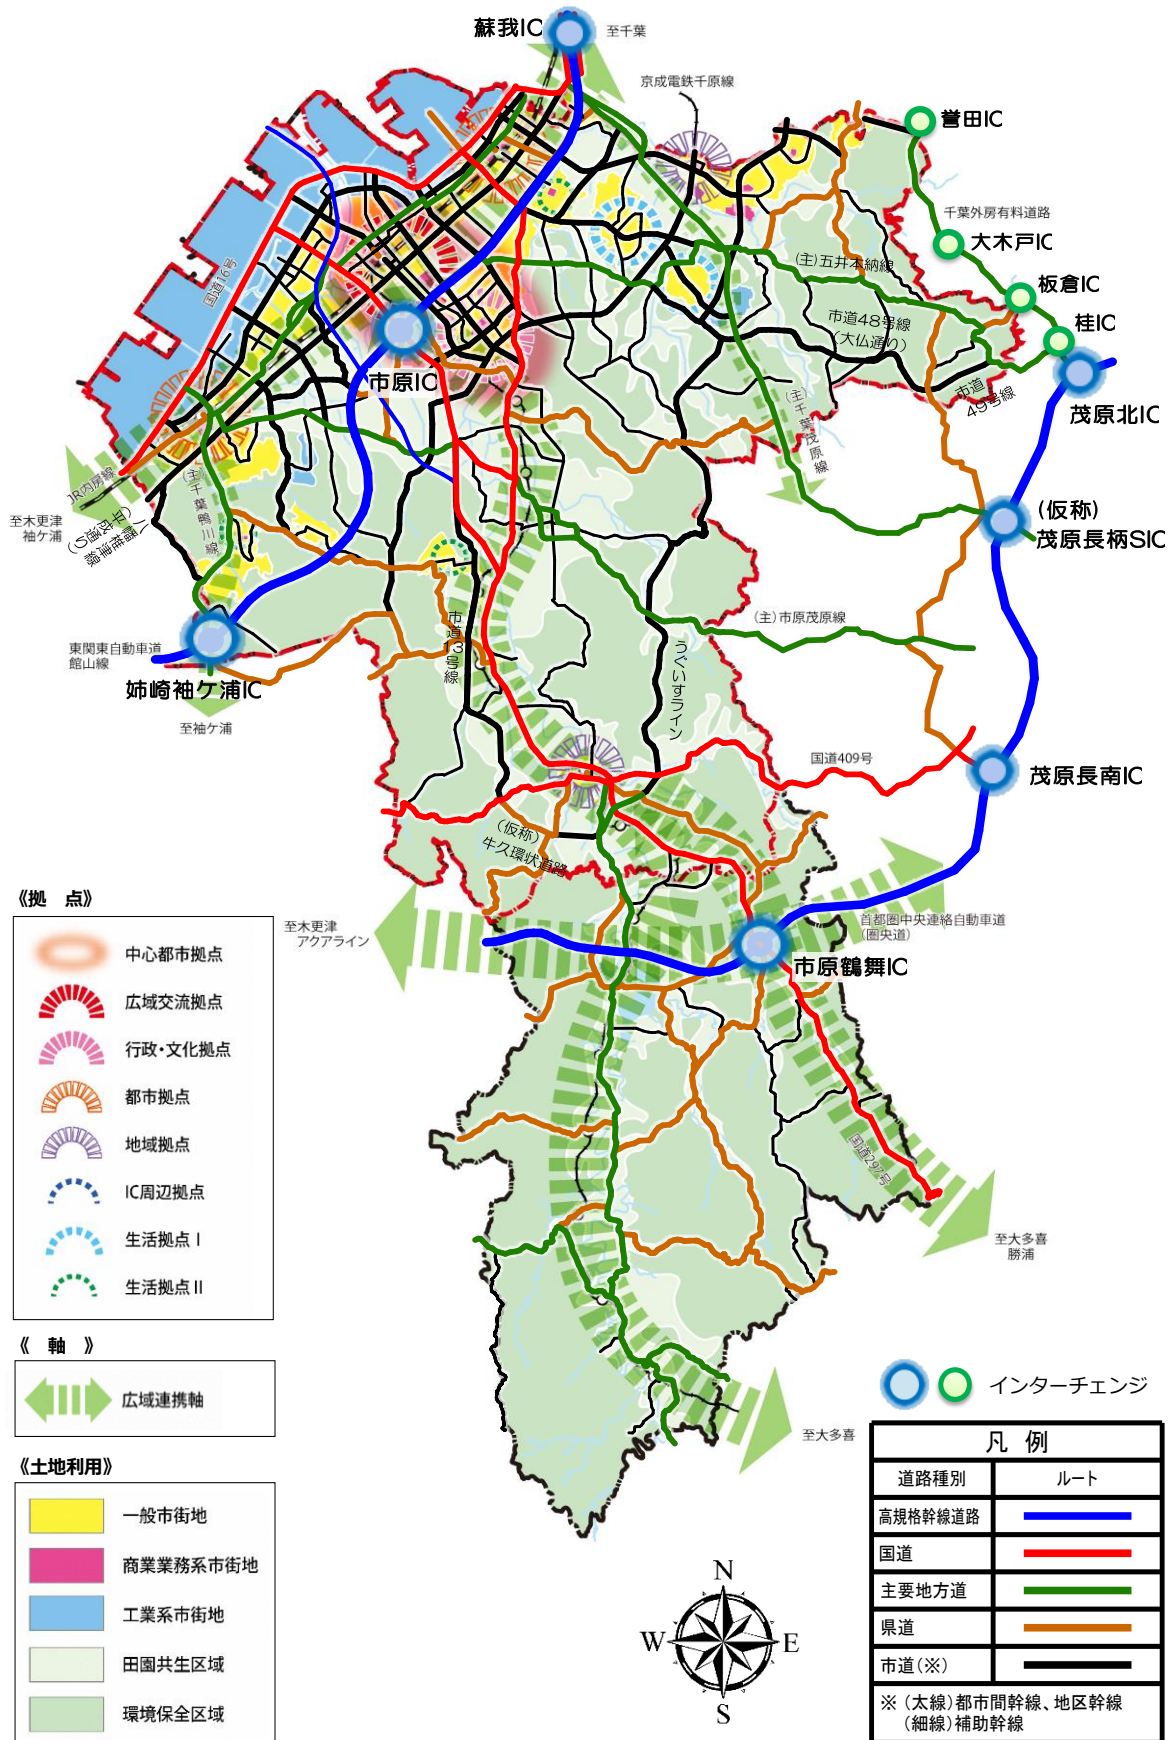 蘇我IC
至千葉
京成電鉄千原線
誉田IC
千葉外房有料道路
大木戸IC
(主)五井本納線
板倉IC
国道16号
市道48号線
(大仏通り)
桂IC
市原IC
市道
49号線
茂原北IC
(主)千葉茂原線
JR内房線
(主)千葉鴨川線
至木更津
袖ケ浦
八幡椎津線
(平成通り)
(仮称)
茂原長柄SIC
市道13号線
(主)市原茂原線
東関東自動車道
館山線
うぐいすライン
姉崎袖ケ浦IC
至袖ケ浦
国道409号
茂原長南IC
(仮称)
牛久環状道路
至木更津
アクアライン
首都圏中央連絡自動車道
(圏央道)
市原鶴舞IC
国道297号
至大多喜
勝浦
至大多喜
《拠 点》
中心都市拠点
広域交流拠点
行政・文化拠点
都市拠点
地域拠点
IC周辺拠点
生活拠点Ⅰ
生活拠点Ⅱ
《 軸 》
広域連携軸
《土地利用》
一般市街地
商業業務系市街地
工業系市街地
田園共生区域
環境保全区域
N
W E
S
インターチェンジ
凡 例
道路種別 ルート
高規格幹線道路
国道
主要地方道
県道
市道(※)
※ (太線)都市間幹線、地区幹線
(細線)補助幹線